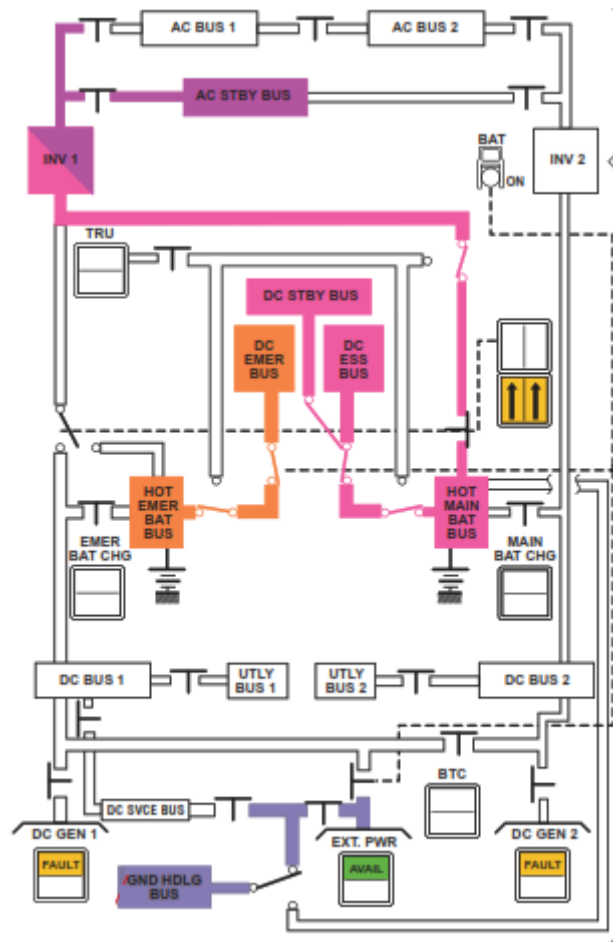 AC BUS 1
AC BUS 2
AC STBY BUS
INV 1
BAT
ON
INV 2
TRU
DC STBY BUS
DC
EMER
BUS
DC
ESS
BUS
HOT
EMER
BAT
BUS
HOT
MAIN
BAT
BUS
EMER
BAT CHG
MAIN
BAT CHG
DC BUS 1
UTLY
BUS 1
UTLY
BUS 2
DC BUS 2
BTC
DC SVCE BUS
DC GEN 1
EXT. PWR
DC GEN 2
FAULT
AVAIL
FAULT
GND HDLG
BUS